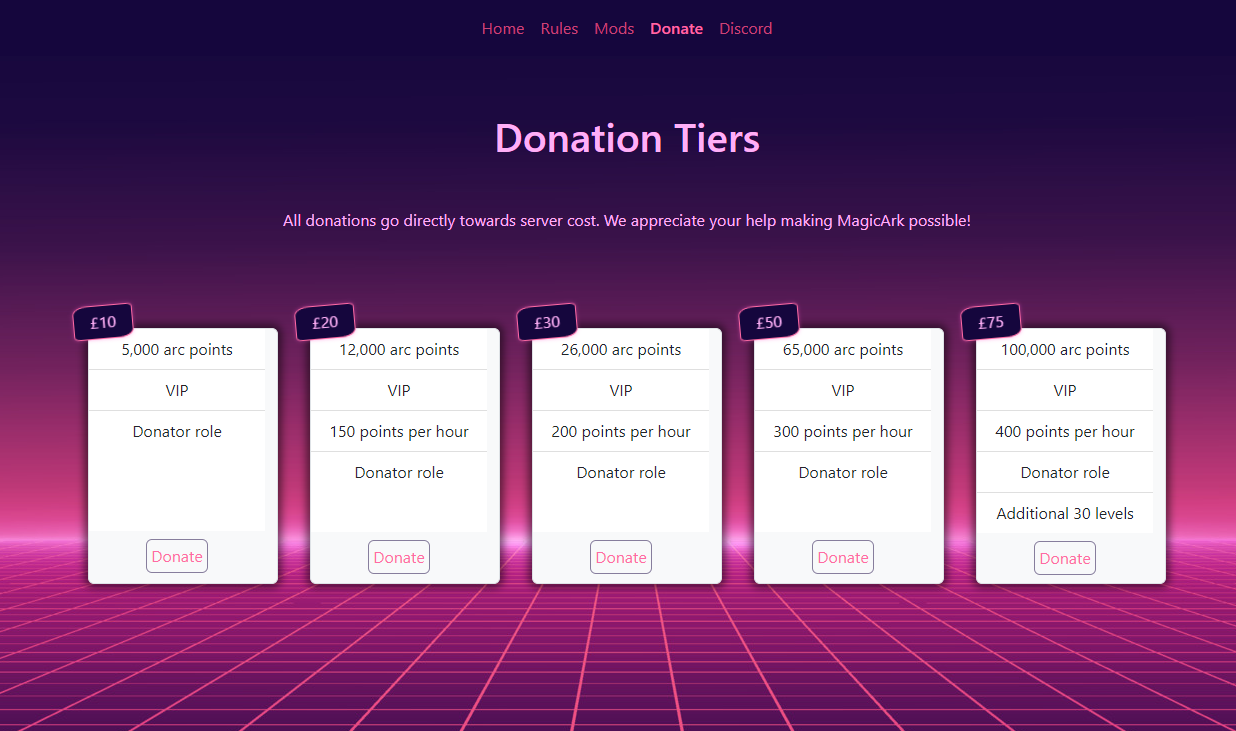 Home Rules Mods Donate Discord
Donation Tiers
All donations go directly towards server cost. We appreciate your help making MagicArk possible!
£10
5,000 arc points
VIP
Donator role
Donate
£20
12,000 arc points
VIP
150 points per hour
Donator role
Donate
£30
26,000 arc points
VIP
200 points per hour
Donator role
Donate
£50
65,000 arc points
VIP
300 points per hour
Donator role
Donate
£75
100,000 arc points
VIP
400 points per hour
Donator role
Additional 30 levels
Donate